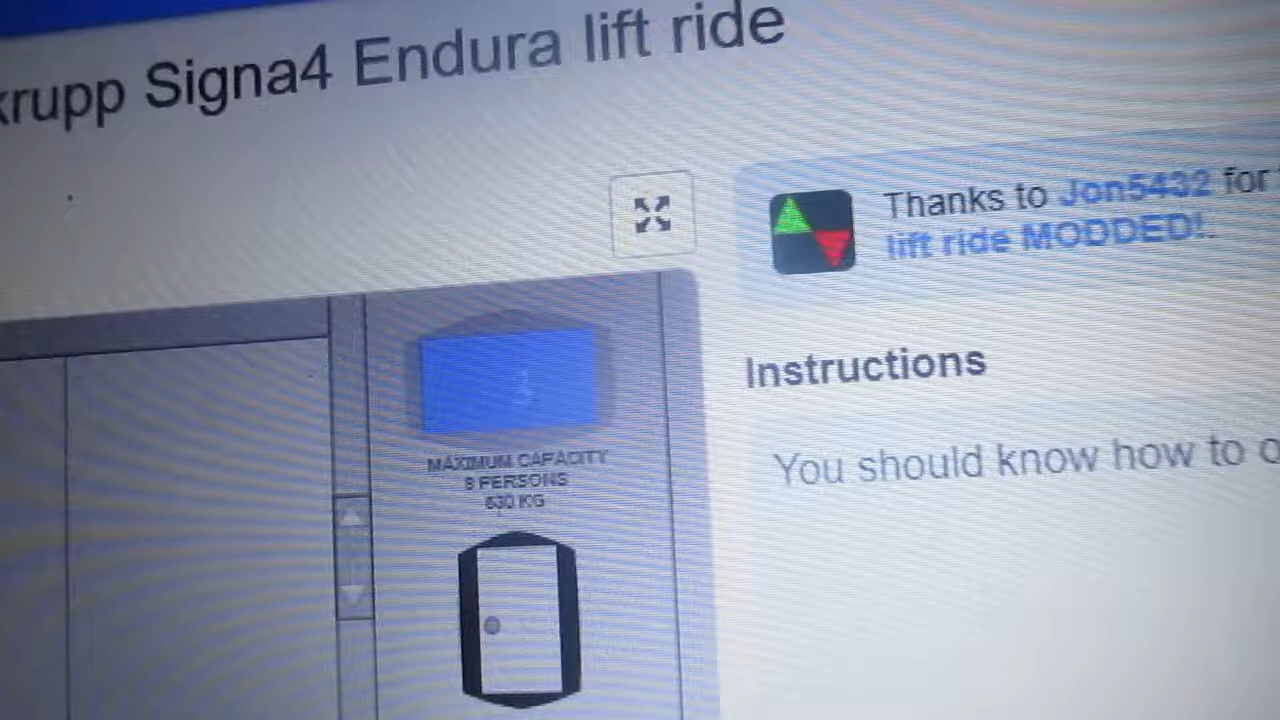 krupp Signa4 Endura lift ride
Thanks to Jon5432 for
lift ride MODDED!.
Instructions
You should know how to o
MAXIMUM CAPACITY
8 PERSONS
630 KG